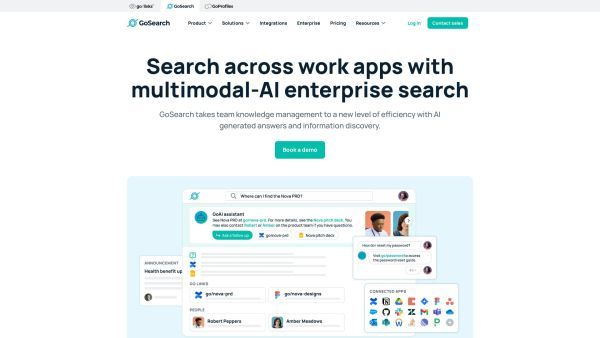 go links
GoSearch
GoProfiles
GoSearch
Product
Solutions
Integrations
Enterprise
Pricing
Resources
Log in
Contact sales
Search across work apps with
multimodal-AI enterprise search
GoSearch takes team knowledge management to a new level of efficiency with AI
generated answers and information discovery.
Book a demo
Where can I find the Nova PRD?
GoAI assistant
See Nova PRD at go/nova-prd. For more details, see the Nova pitch deck. You
may also contact Robert or Amber on the product team if you have questions.
Ask a follow up
go/nova-prd
Nova pitch deck
How do I reset my password?
Visit go/password to access
the password reset guide.
ANNOUNCEMENT
Health benefit up
GO LINKS
go/nova-prd
go/nova-designs
PEOPLE
Robert Peppers
Amber Meadows
CONNECTED APPS